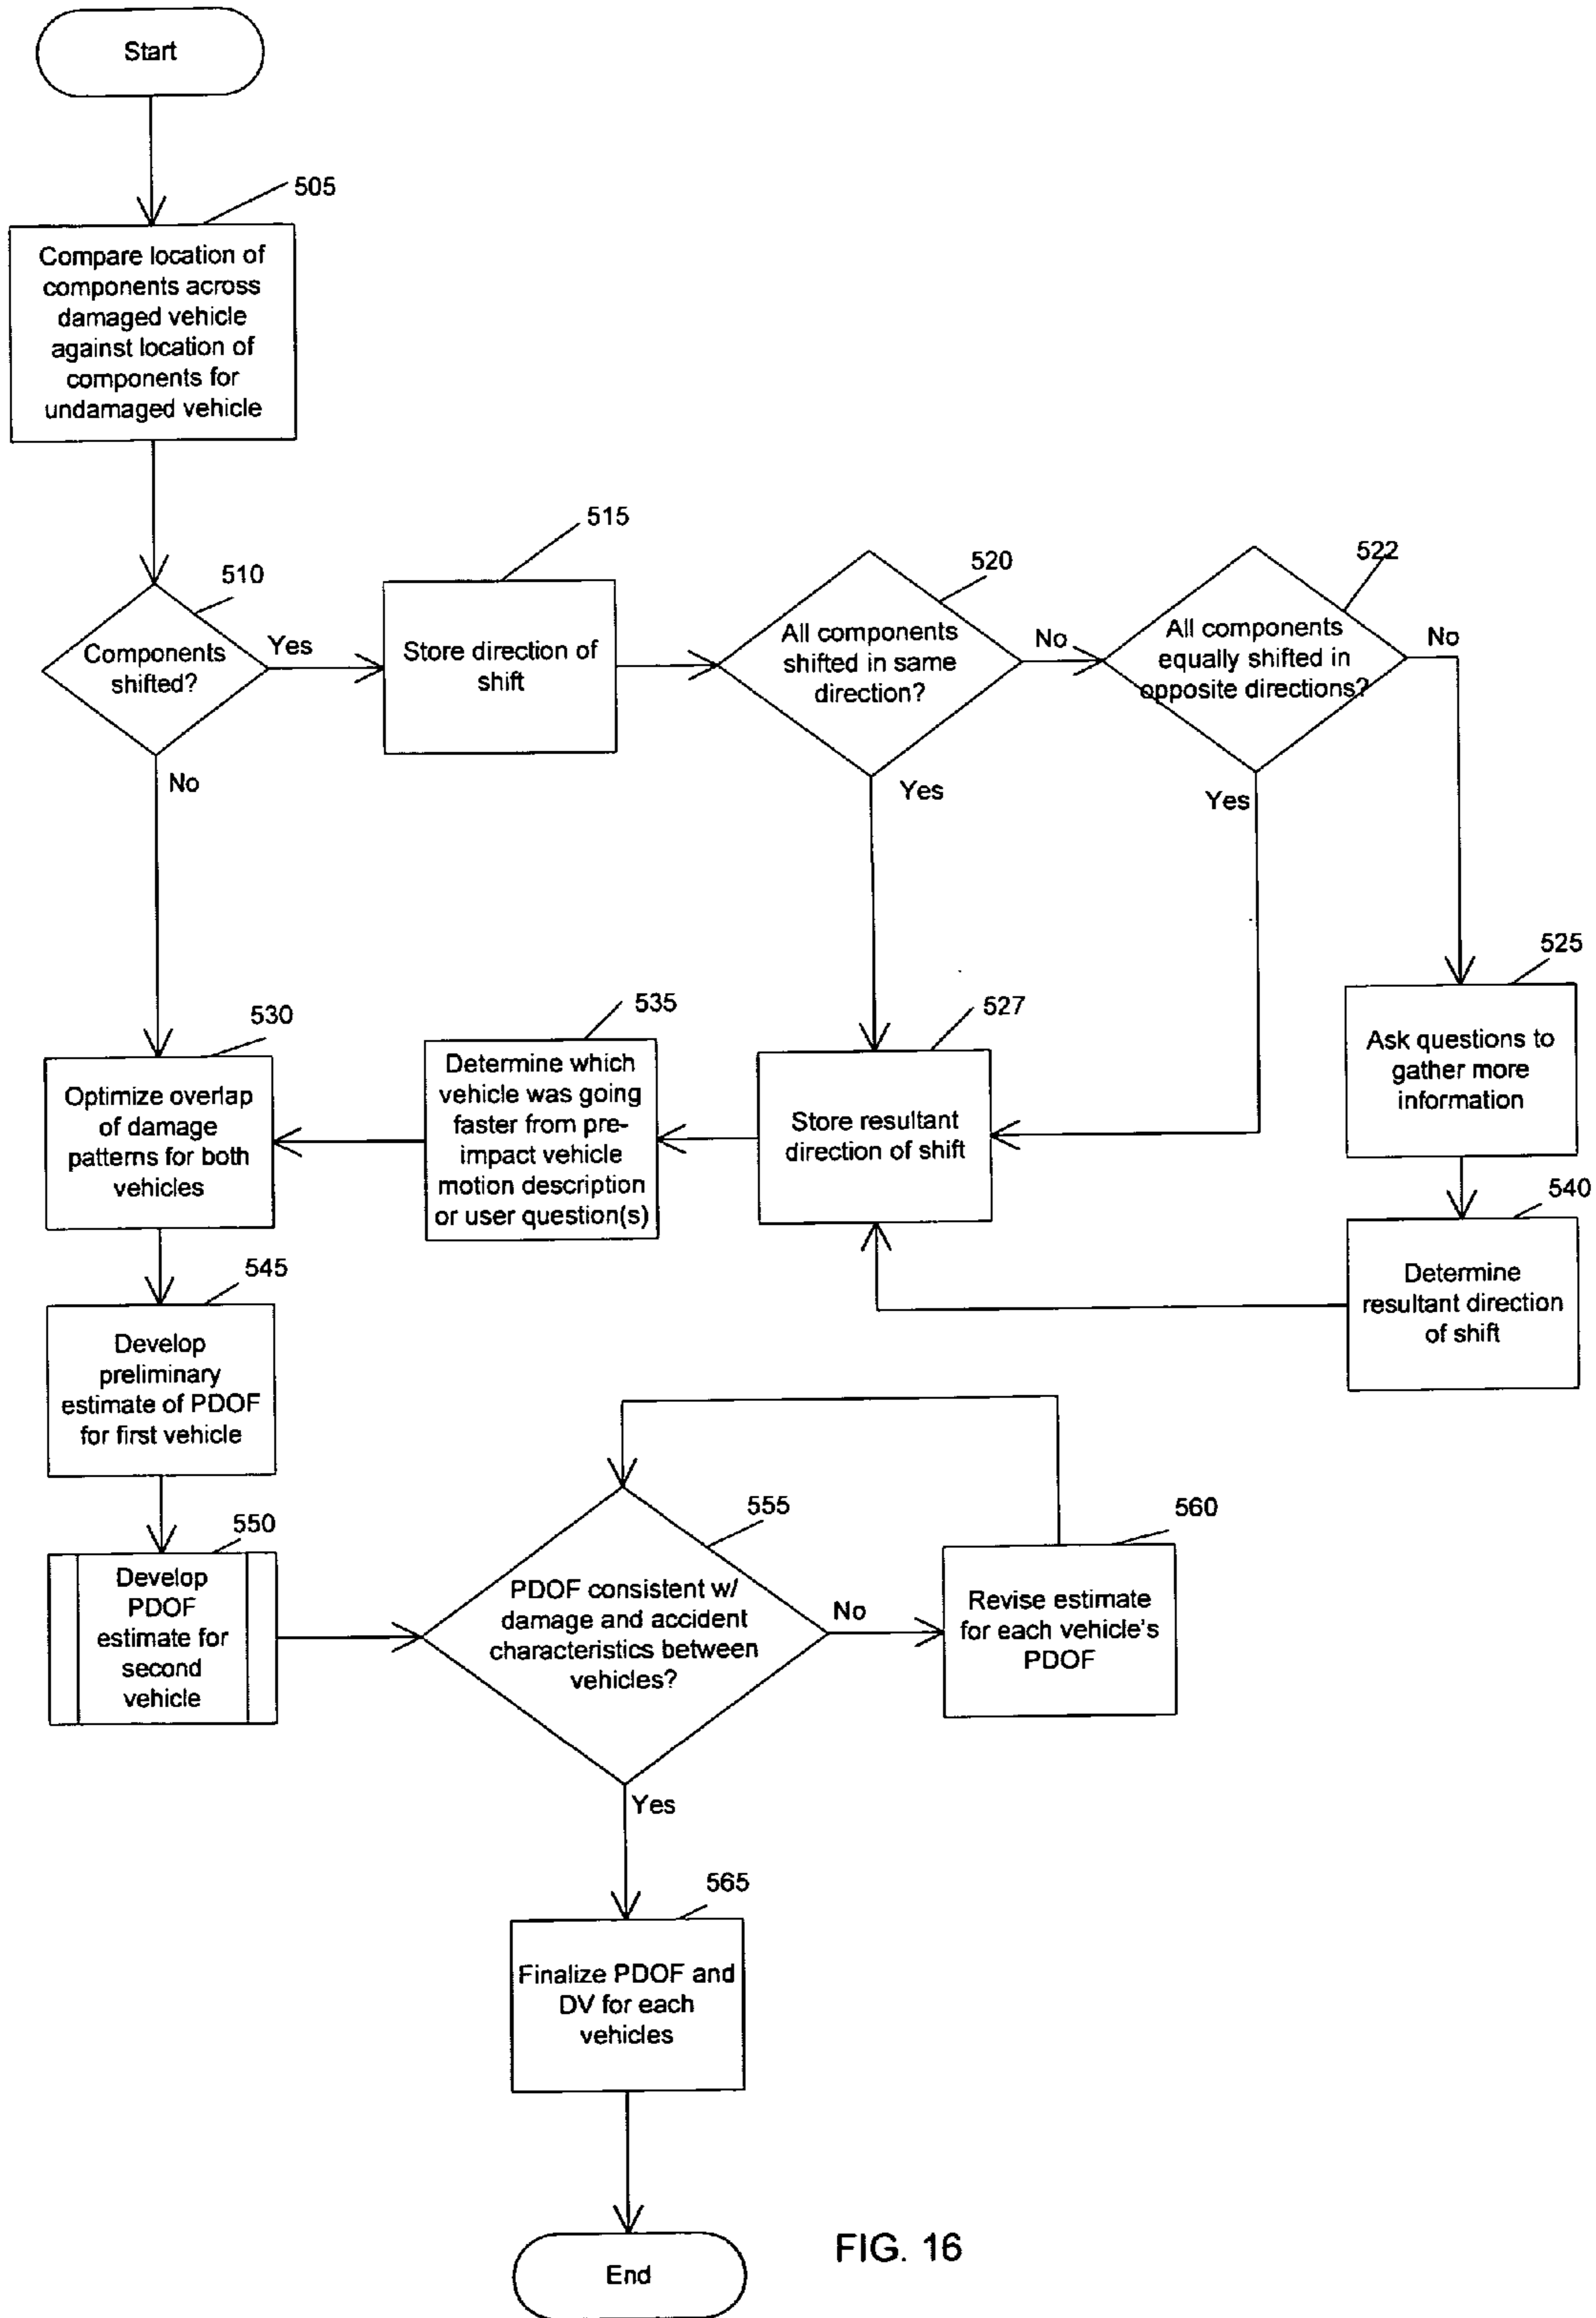 Start
505
Compare location of
components across
damaged vehicle
against location of
components for
undamaged vehicle
510
Components
shifted?
Yes
No
515
Store direction of
shift
520
All components
shifted in same
direction?
No
Yes
522
All components
equally shifted in
opposite directions?
No
Yes
525
Ask questions to
gather more
information
540
Determine
resultant direction
of shift
527
Store resultant
direction of shift
535
Determine which
vehicle was going
faster from pre-
impact vehicle
motion description
or user question(s)
530
Optimize overlap
of damage
patterns for both
vehicles
545
Develop
preliminary
estimate of PDOF
for first vehicle
550
Develop
PDOF
estimate for
second
vehicle
555
PDOF consistent w/
damage and accident
characteristics between
vehicles?
No
Yes
560
Revise estimate
for each vehicle's
PDOF
565
Finalize PDOF and
DV for each
vehicles
End
FIG. 16